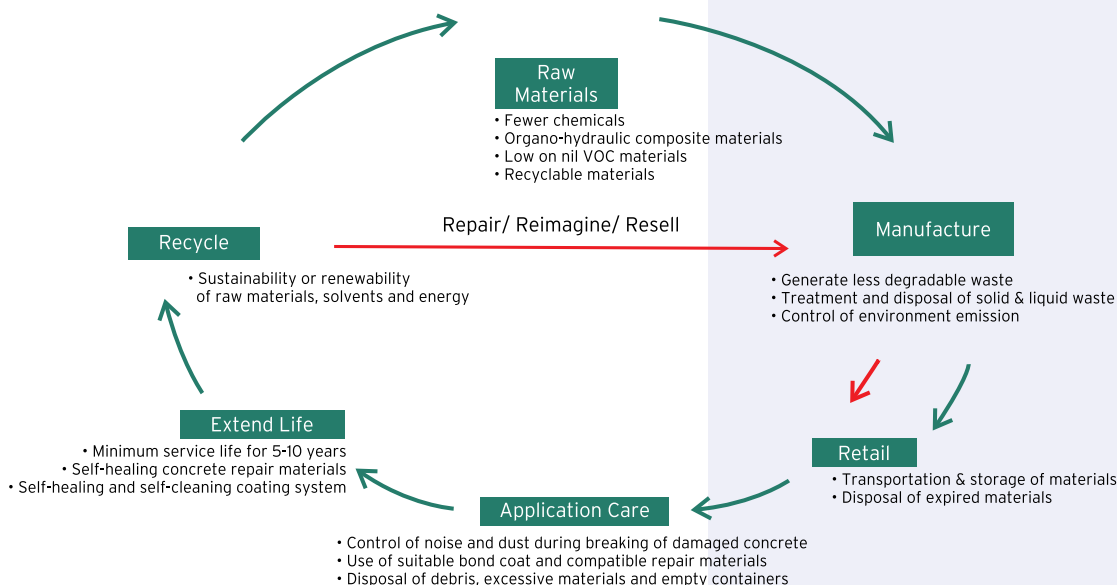 Raw
Materials
• Fewer chemicals
• Organo-hydraulic composite materials
• Low on nil VOC materials
• Recyclable materials
Repair/ Reimagine/ Resell
Manufacture
• Generate less degradable waste
• Treatment and disposal of solid & liquid waste
• Control of environment emission
Retail
• Transportation & storage of materials
• Disposal of expired materials
Application Care
• Control of noise and dust during breaking of damaged concrete
• Use of suitable bond coat and compatible repair materials
• Disposal of debris, excessive materials and empty containers
Extend Life
• Minimum service life for 5-10 years
• Self-healing concrete repair materials
• Self-healing and self-cleaning coating system
Recycle
• Sustainability or renewability
of raw materials, solvents and energy